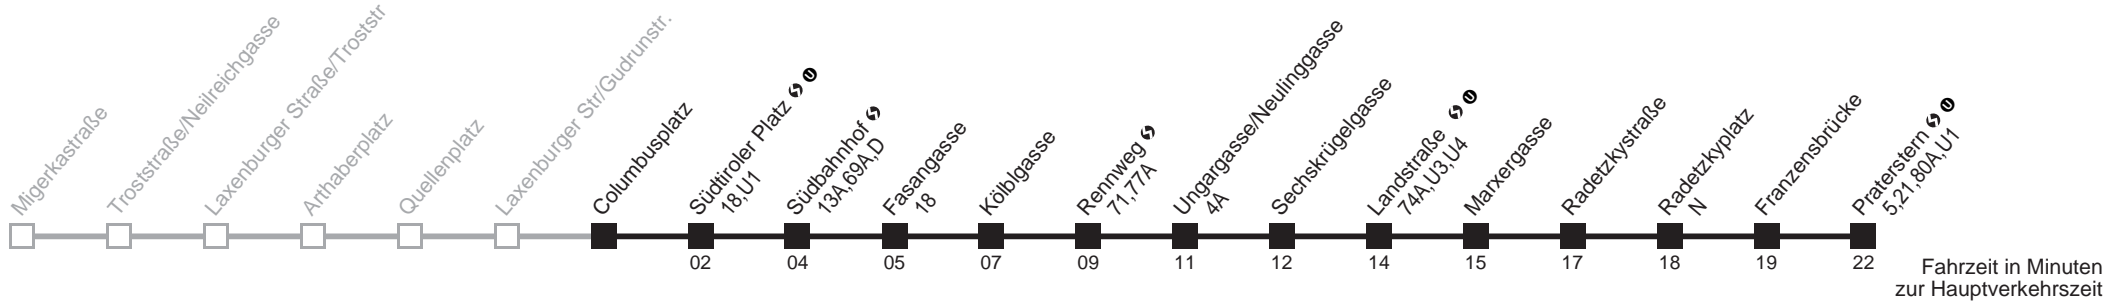 Migerkastraße
Troststraße/Neilreichgasse
Laxenburger Straße/Troststr
Arthaberplatz
Quellenplatz
Laxenburger Str/Gudrunstr.
Columbusplatz
Südtiroler Platz S U
18,U1
Südbahnhof S
13A,69A,D
Fasangasse
18
Kölblgasse
Rennweg S
71,77A
Ungargasse/Neulinggasse
4A
Sechskrügelgasse
Landstraße S U
74A,U3,U4
Marxergasse
Radetzkystraße
Radetzkyplatz
N
Franzensbrücke
Praterstern S U
5,21,80A,U1
02 04 05 07 09 11 12 14 15 17 18 19 22
Fahrzeit in Minuten
zur Hauptverkehrszeit